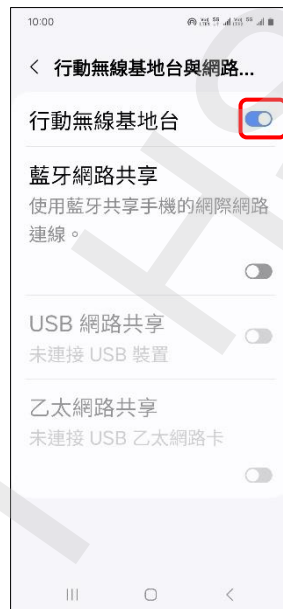 10:00
行動無線基地台與網路...
行動無線基地台
藍牙網路共享
使用藍牙共享手機的網際網路
連線。
USB 網路共享
未連接 USB 裝置
乙太網路共享
未連接 USB 乙太網路卡